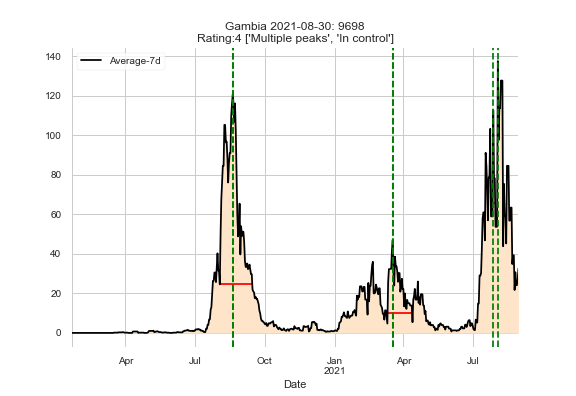 Gambia 2021-08-30: 9698
Rating:4 ['Multiple peaks', 'In control']
Average-7d
140
120
100
80
60
40
20
0
Apr
Jul
Oct
Jan
2021
Apr
Jul
Date